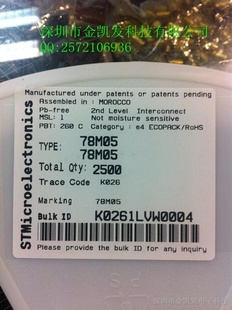 深圳市金凯发科技有限公司
QQ:2572106936
Manufactured under patents or patents pending
Assembled in : MOROCCO
Pb-free 2nd Level Interconnect
MSL: 1 Not moisture sensitive
PBT: 260 C Category : e4 ECOPACK/RoHS
TYPE: 78M05
78M05
Total Qty: 2500
Trace Code K026
Marking 78M05
Bulk ID K0261LVW0004
Please provide the bulk ID for any inquiry
STMicroelectronics